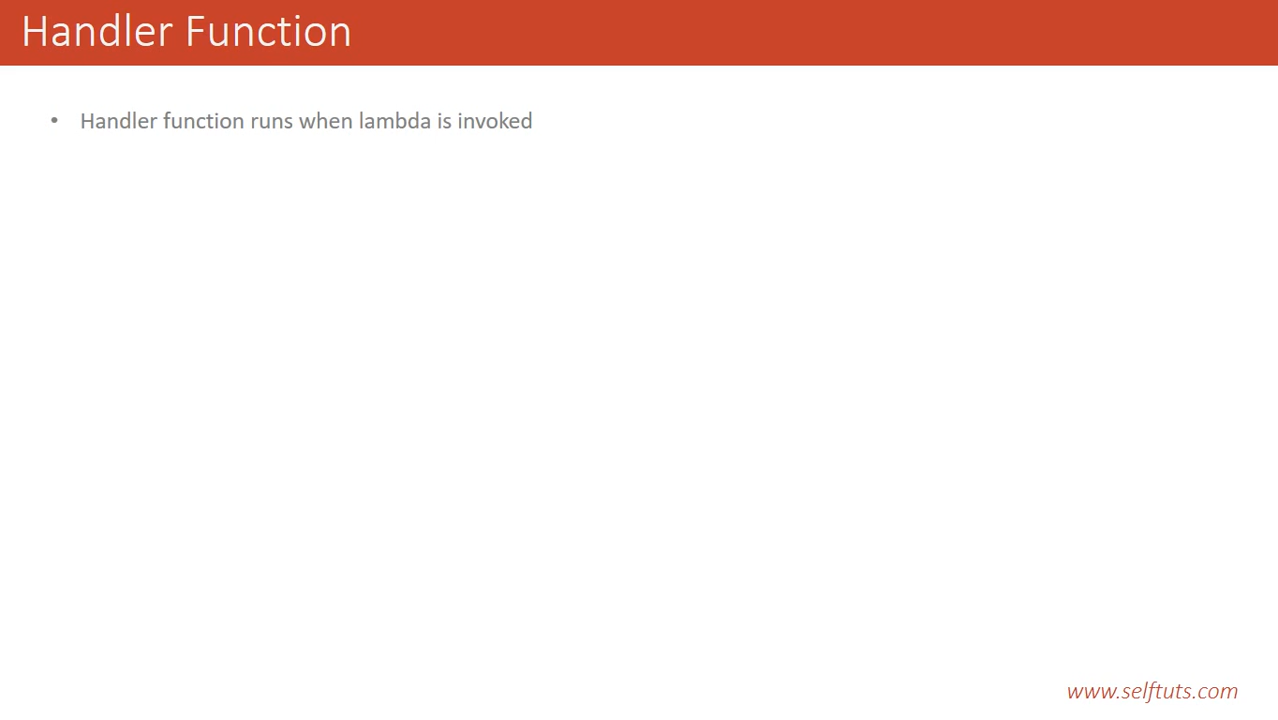 Handler Function
• Handler function runs when lambda is invoked
www.selftuts.com